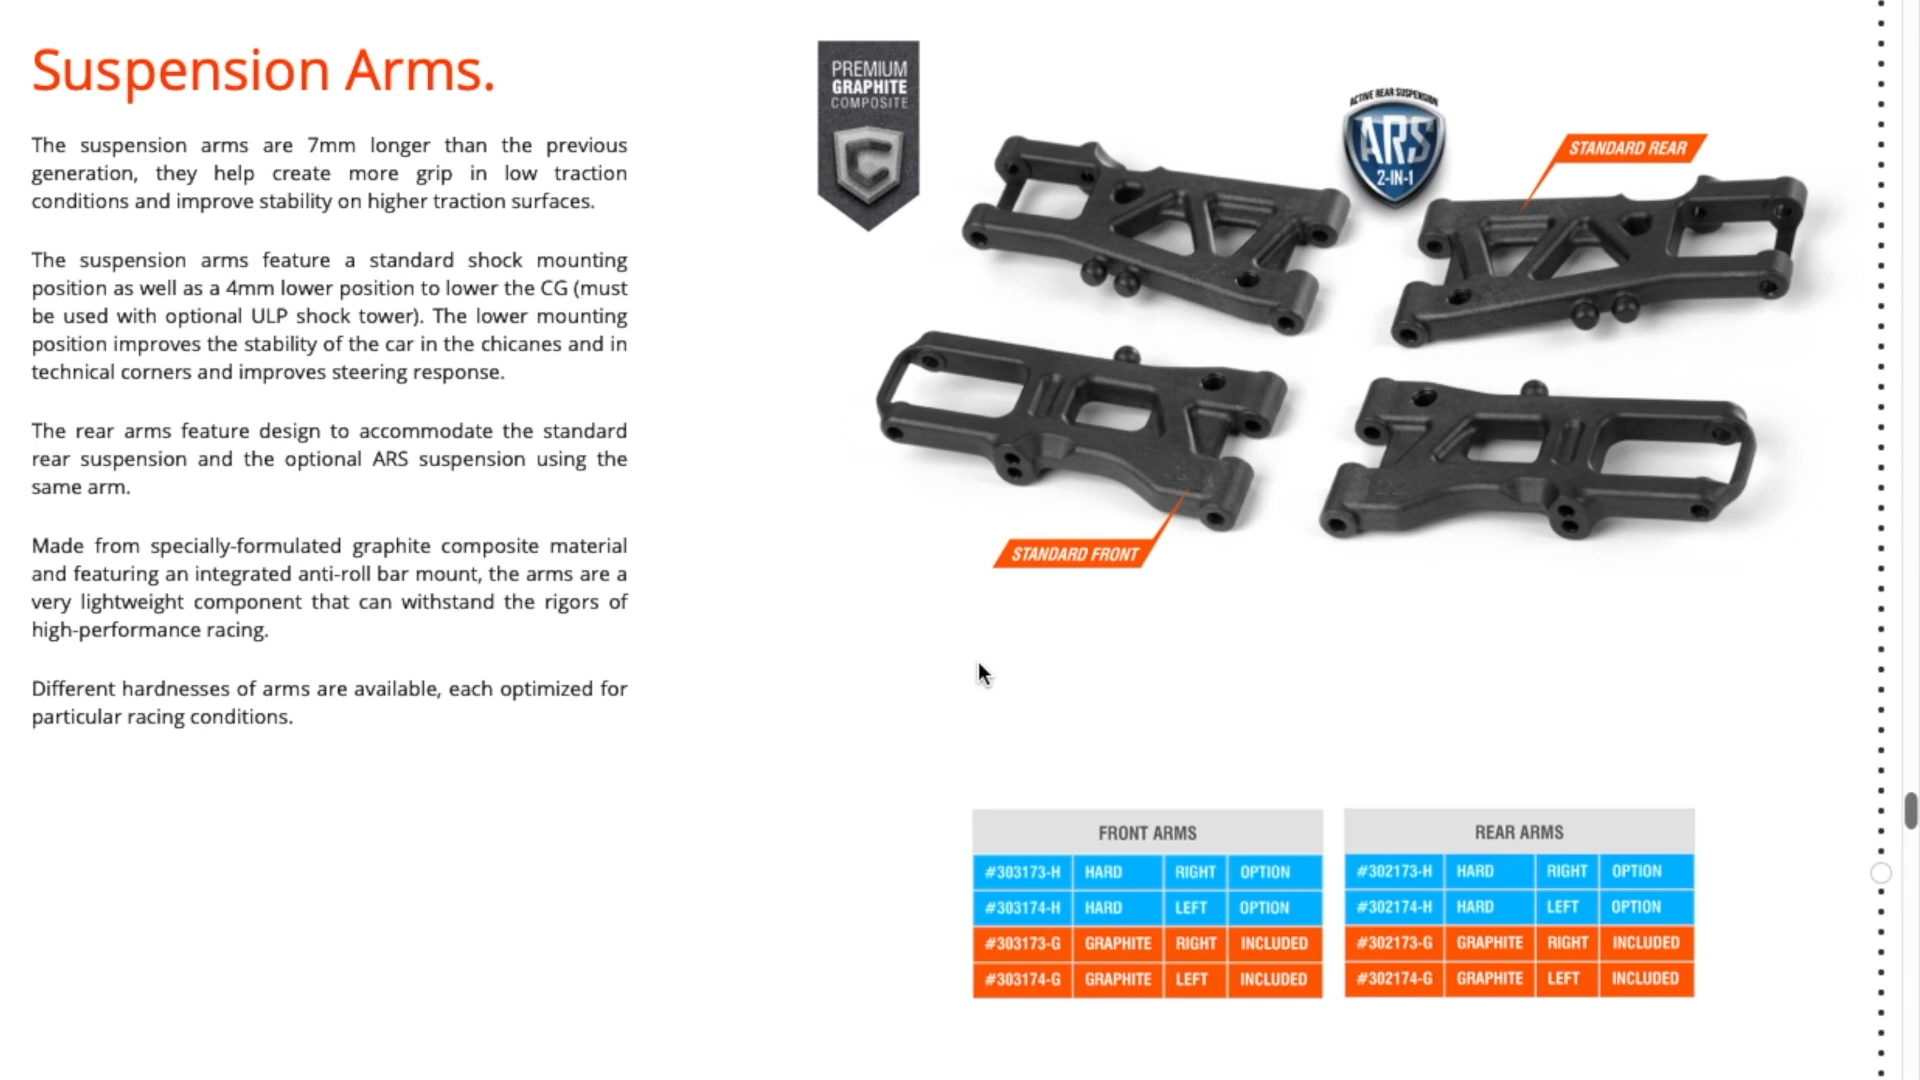 Suspension Arms.
The suspension arms are 7mm longer than the previous
generation, they help create more grip in low traction
conditions and improve stability on higher traction surfaces.
The suspension arms feature a standard shock mounting
position as well as a 4mm lower position to lower the CG (must
be used with optional ULP shock tower). The lower mounting
position improves the stability of the car in the chicanes and in
technical corners and improves steering response.
The rear arms feature design to accommodate the standard
rear suspension and the optional ARS suspension using the
same arm.
Made from specially-formulated graphite composite material
and featuring an integrated anti-roll bar mount, the arms are a
very lightweight component that can withstand the rigors of
high-performance racing.
Different hardnesses of arms are available, each optimized for
particular racing conditions.
PREMIUM
GRAPHITE
COMPOSITE
C
ACTIVE REAR SUSPENSION
ARS
2-IN-1
STANDARD REAR
STANDARD FRONT
FRONT ARMS
#303173-H HARD RIGHT OPTION
#303174-H HARD LEFT OPTION
#303173-G GRAPHITE RIGHT INCLUDED
#303174-G GRAPHITE LEFT INCLUDED
REAR ARMS
#302173-H HARD RIGHT OPTION
#302174-H HARD LEFT OPTION
#302173-G GRAPHITE RIGHT INCLUDED
#302174-G GRAPHITE LEFT INCLUDED